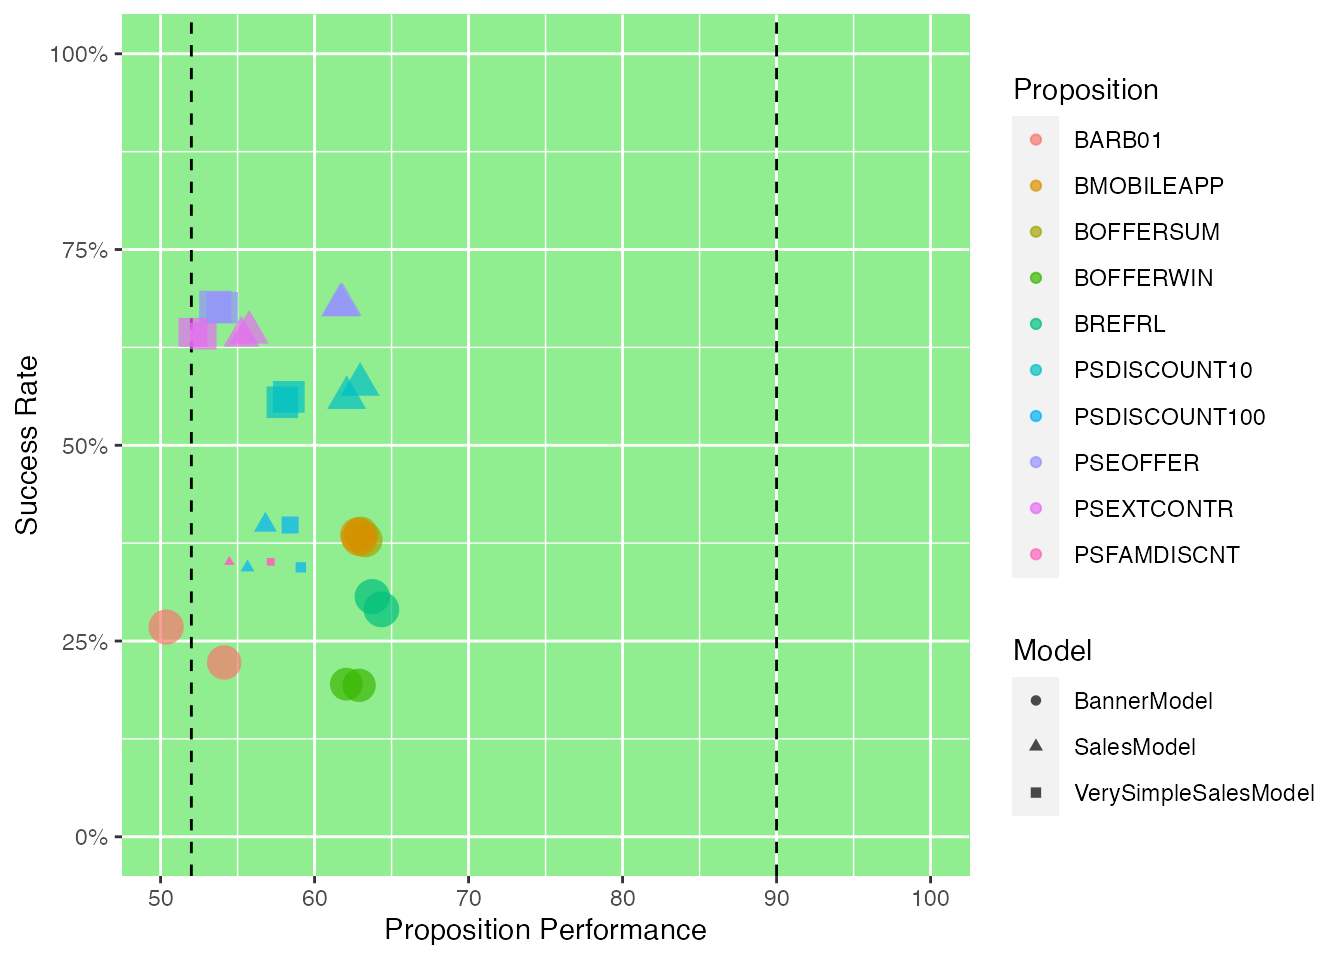 100%
75%
50%
25%
0%
Success Rate
50
60
70
80
90
100
Proposition Performance
Proposition
BARB01
BMOBILEAPP
BOFFERSUM
BOFFERWIN
BREFRL
PSDISCOUNT10
PSDISCOUNT100
PSEOFFER
PSEXTCONTR
PSFAMDISCNT
Model
BannerModel
SalesModel
VerySimpleSalesModel